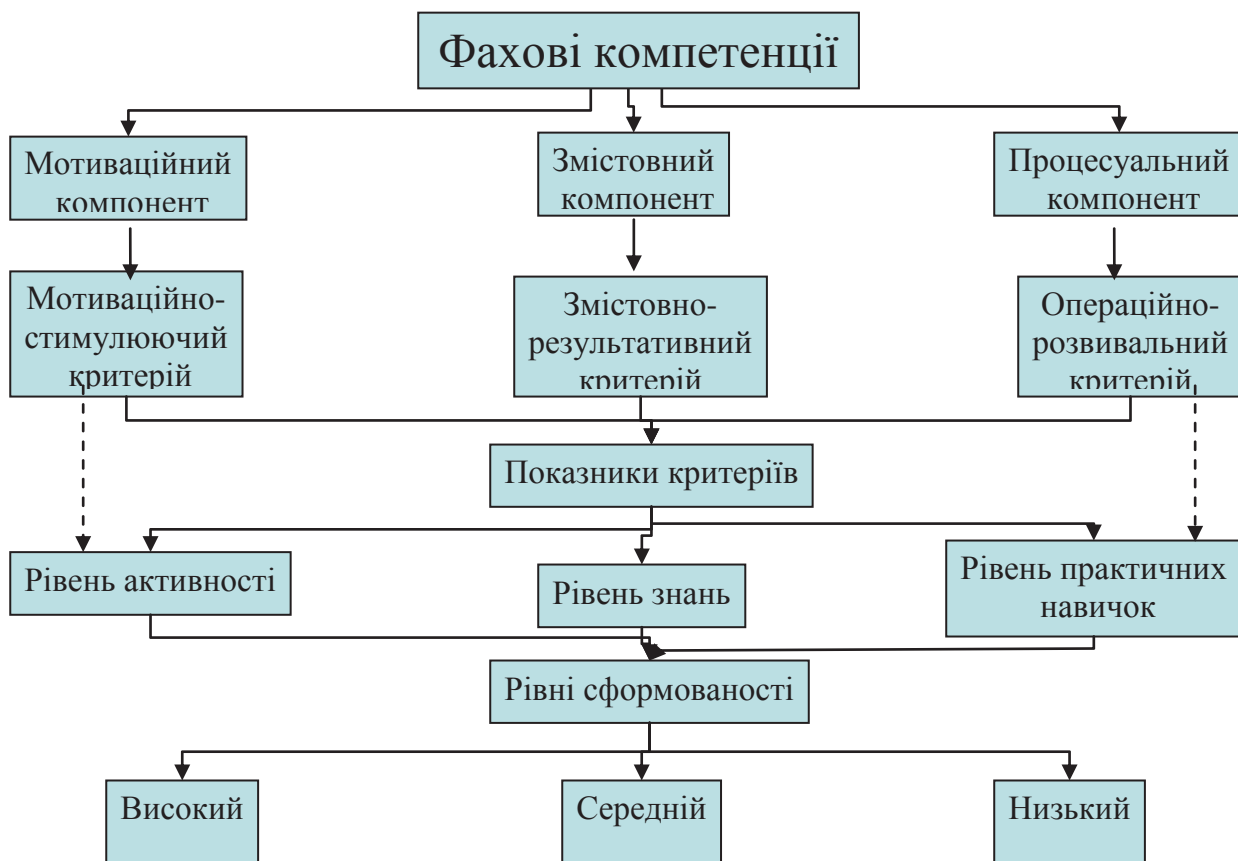 Фахові компетенції
Мотиваційний
компонент
Змістовний
компонент
Процесуальний
компонент
Мотиваційно-
стимулюючий
критерій
Змістовно-
результативний
критерій
Операційно-
розвивальний
критерій
Показники критеріїв
Рівень активності
Рівень знань
Рівень практичних
навичок
Рівні сформованості
Високий
Середній
Низький